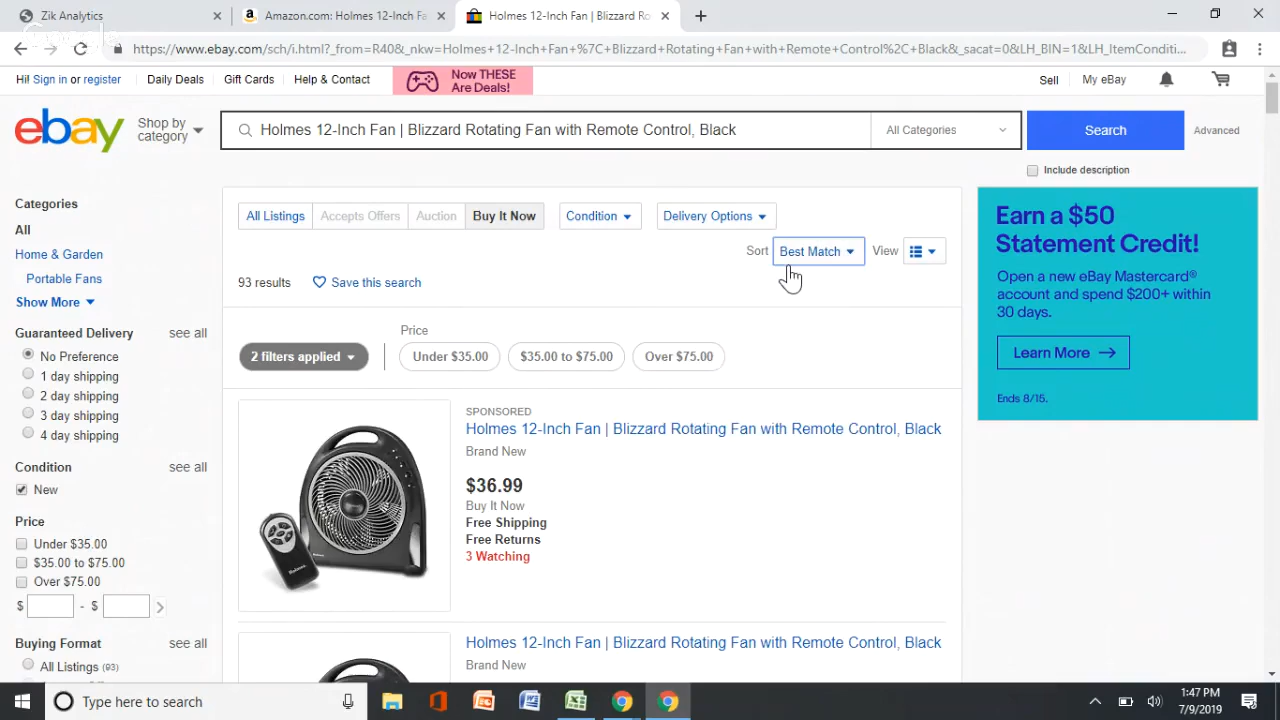 Zik Analytics
Amazon.com: Holmes 12-Inch Fa
Holmes 12-Inch Fan | Blizzard Ro
https://www.ebay.com/sch/i.html?_from=R40&_nkw=Holmes+12-Inch+Fan+%7C+Blizzard+Rotating+Fan+with+Remote+Control%2C+Black&_sacat=0&LH_BIN=1&LH_ItemConditi...
Hi! Sign in or register
Daily Deals
Gift Cards
Help & Contact
Now THESE
Are Deals!
Sell
My eBay
ebay
Shop by
category
Holmes 12-Inch Fan | Blizzard Rotating Fan with Remote Control, Black
All Categories
Search
Advanced
Include description
Categories
All
Home & Garden
Portable Fans
Show More
Guaranteed Delivery
see all
No Preference
1 day shipping
2 day shipping
3 day shipping
4 day shipping
Condition
see all
New
Price
Under $35.00
$35.00 to $75.00
Over $75.00
$ - $
Buying Format
see all
All Listings (93)
All Listings
Accepts Offers
Auction
Buy It Now
Condition
Delivery Options
Sort
Best Match
View
93 results
Save this search
Price
2 filters applied
Under $35.00
$35.00 to $75.00
Over $75.00
SPONSORED
Holmes 12-Inch Fan | Blizzard Rotating Fan with Remote Control, Black
Brand New
$36.99
Buy It Now
Free Shipping
Free Returns
3 Watching
Holmes 12-Inch Fan | Blizzard Rotating Fan with Remote Control, Black
Brand New
Earn a $50
Statement Credit!
Open a new eBay Mastercard®
account and spend $200+ within
30 days.
Learn More
Ends 8/15.
Type here to search
1:47 PM
7/9/2019